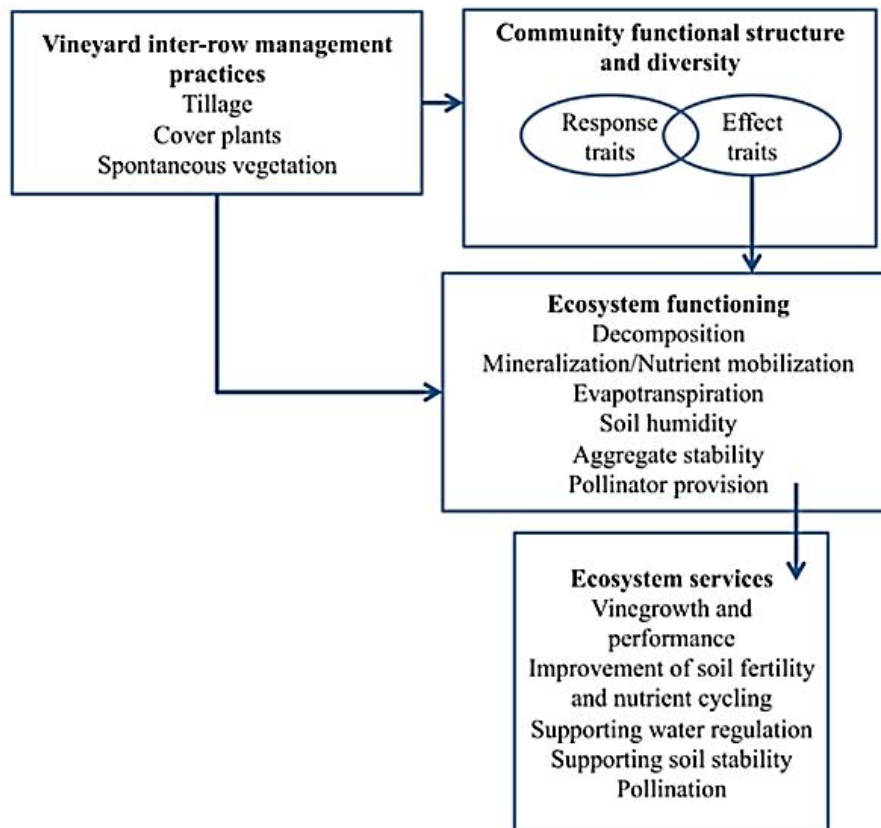 Vineyard inter-row management
practices
Tillage
Cover plants
Spontaneous vegetation
Community functional structure
and diversity
Response
traits
Effect
traits
Ecosystem functioning
Decomposition
Mineralization/Nutrient mobilization
Evapotranspiration
Soil humidity
Aggregate stability
Pollinator provision
Ecosystem services
Vinegrowth and
performance
Improvement of soil fertility
and nutrient cycling
Supporting water regulation
Supporting soil stability
Pollination